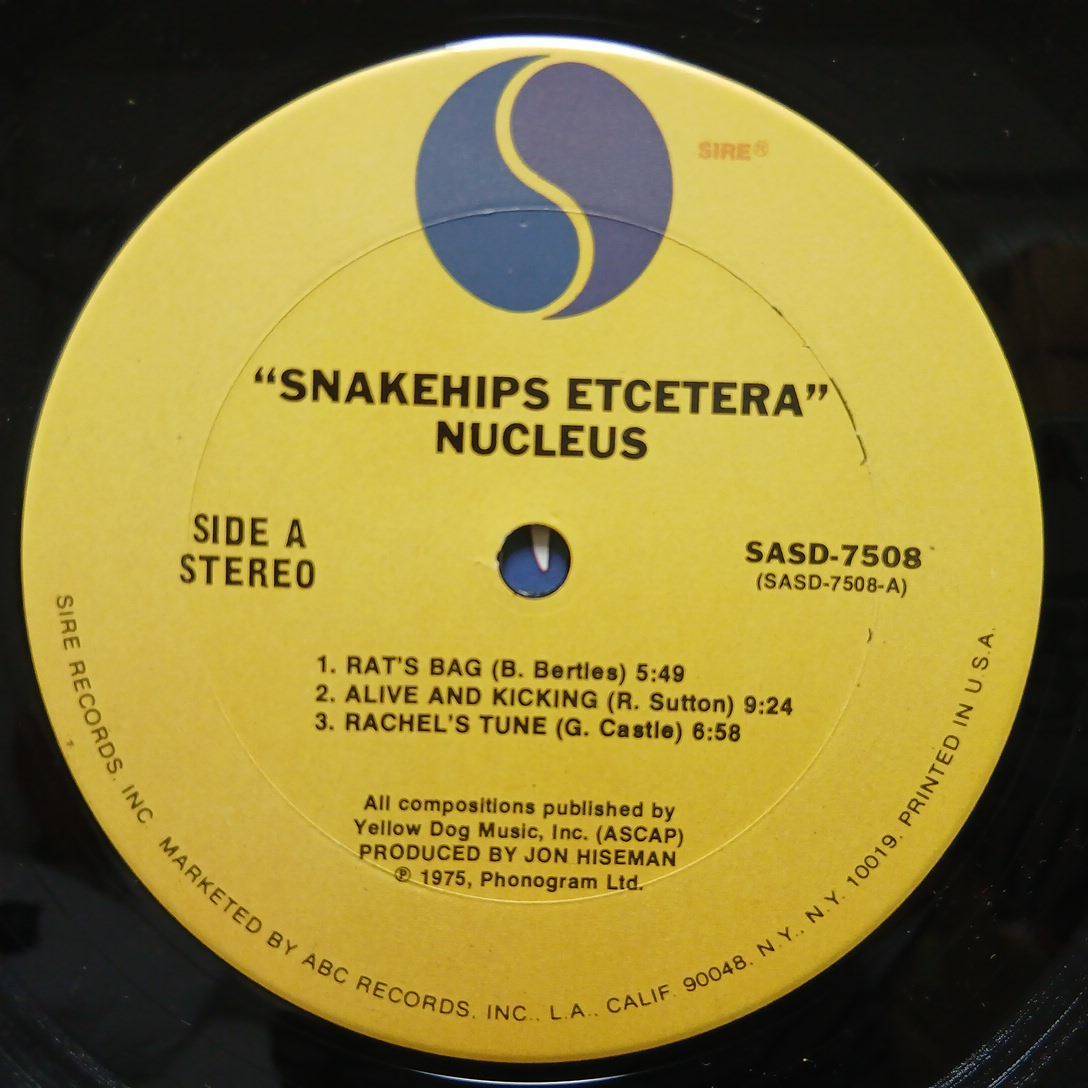 SIRE®
“SNAKEHIPS ETCETERA”
NUCLEUS
SIDE A
STEREO
SASD-7508
(SASD-7508-A)
1. RAT'S BAG (B. Bertles) 5:49
2. ALIVE AND KICKING (R. Sutton) 9:24
3. RACHEL'S TUNE (G. Castle) 6:58
All compositions published by
Yellow Dog Music, Inc. (ASCAP)
PRODUCED BY JON HISEMAN
℗ 1975, Phonogram Ltd.
SIRE RECORDS, INC. MARKETED BY ABC RECORDS, INC., L.A., CALIF. 90048, N.Y., N.Y. 10019. PRINTED IN U.S.A.